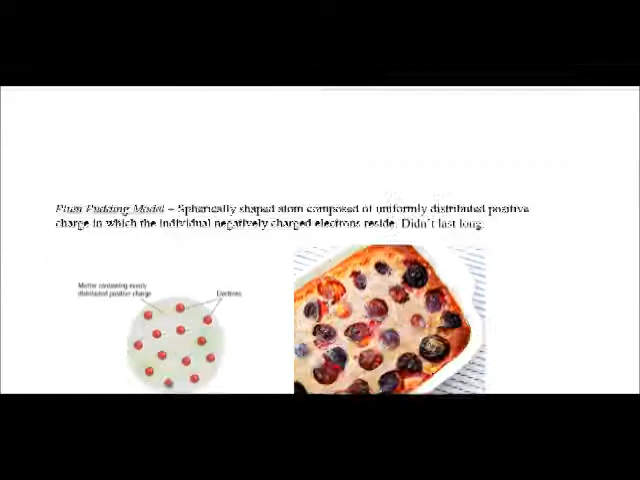 Plum Pudding Model – Spherically shaped atom composed of uniformly distributed positive
charge in which the individual negatively charged electrons reside. Didn't last long.
Matter containing evenly
distributed positive charge
Electrons